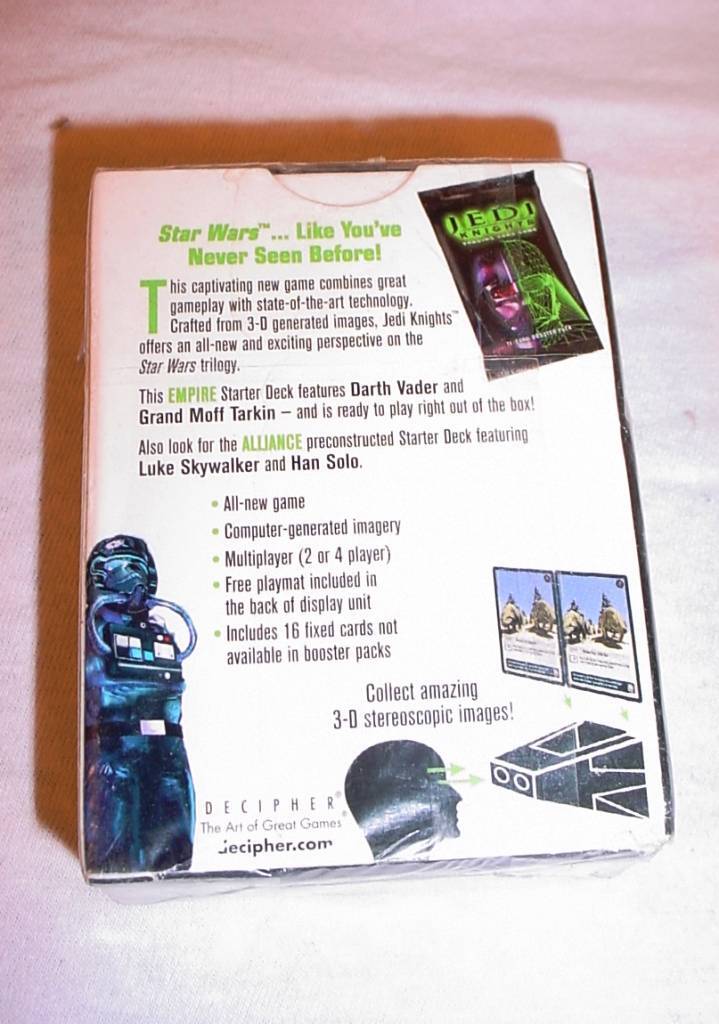 Star Wars™... Like You've
Never Seen Before!
JEDI
KNIGHTS
This captivating new game combines great
gameplay with state-of-the-art technology.
Crafted from 3-D generated images, Jedi Knights™
offers an all-new and exciting perspective on the
Star Wars trilogy.
This EMPIRE Starter Deck features Darth Vader and
Grand Moff Tarkin – and is ready to play right out of the box!
Also look for the ALLIANCE preconstructed Starter Deck featuring
Luke Skywalker and Han Solo.
• All-new game
• Computer-generated imagery
• Multiplayer (2 or 4 player)
• Free playmat included in
the back of display unit
• Includes 16 fixed cards not
available in booster packs
Collect amazing
3-D stereoscopic images!
DECIPHER®
The Art of Great Games®
decipher.com